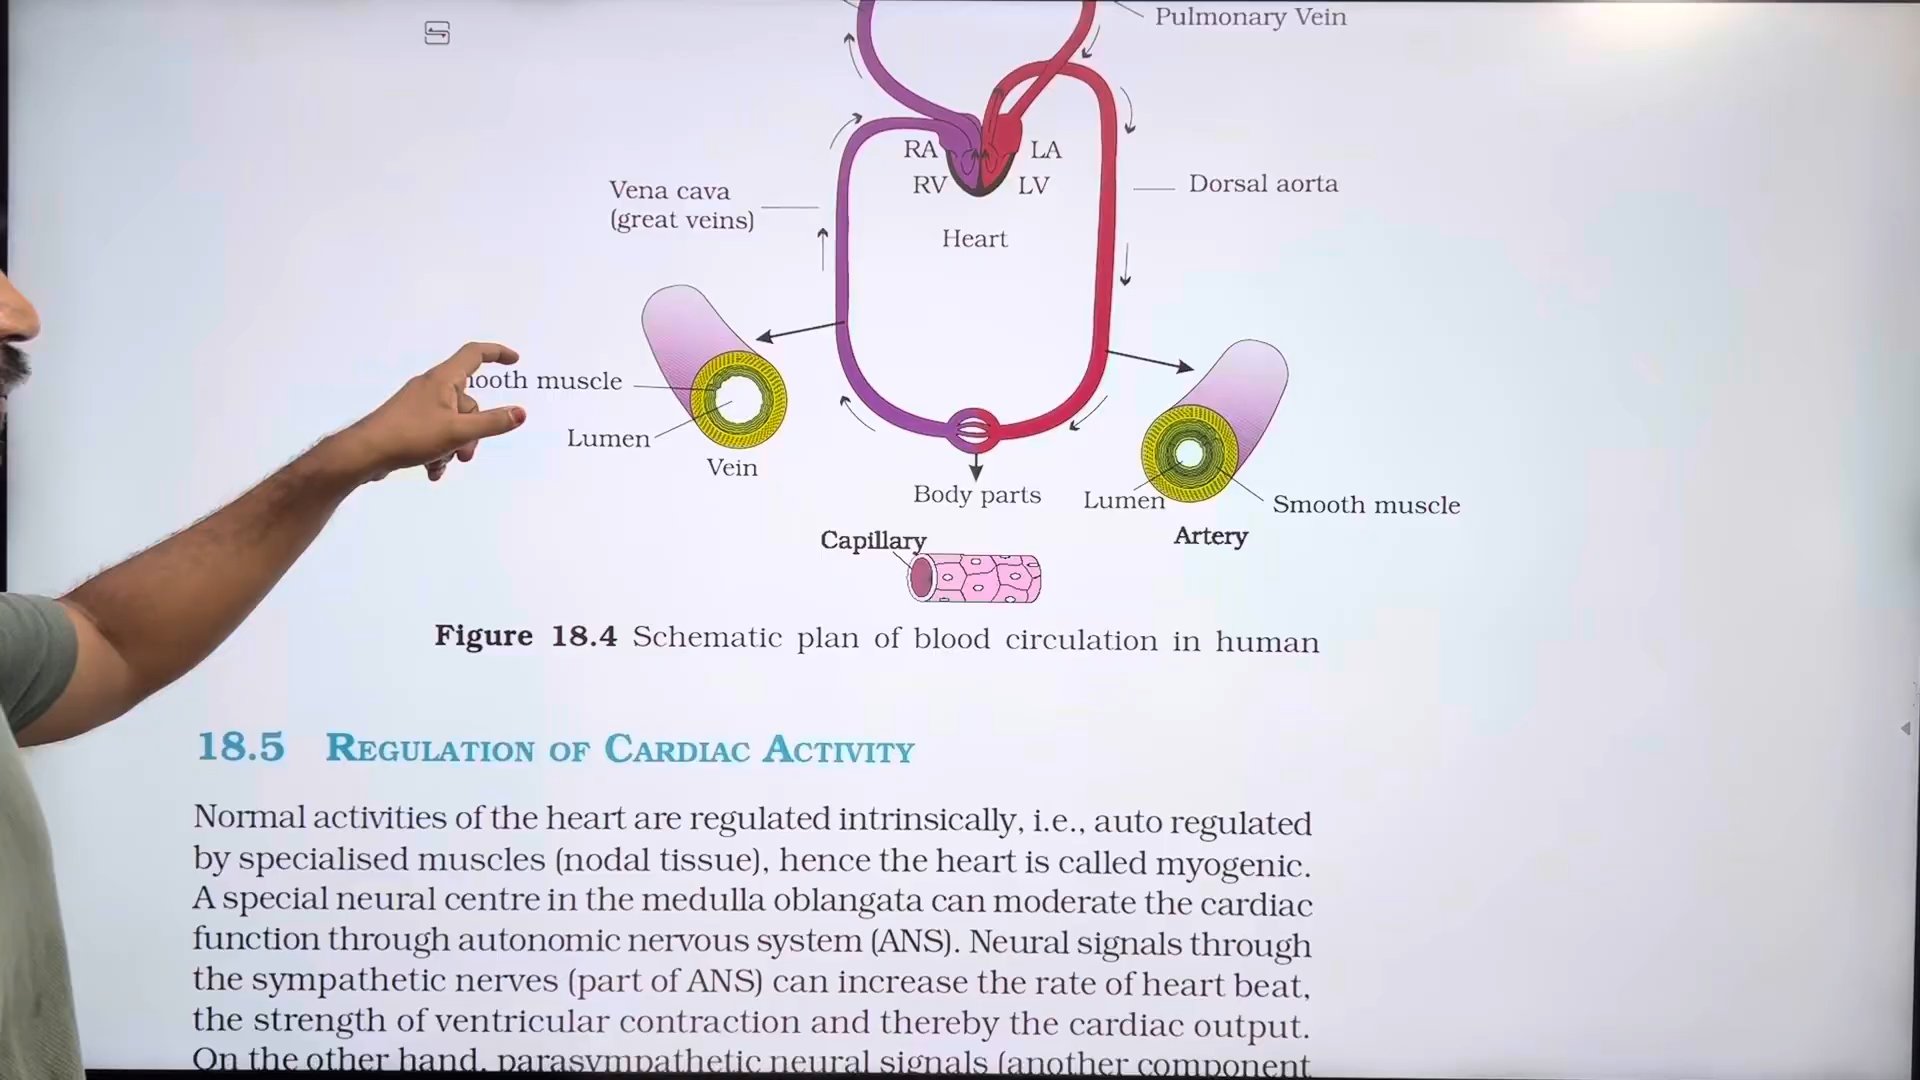 Pulmonary Vein
RA
LA
RV
LV
Vena cava
(great veins)
Dorsal aorta
Heart
muscle
Lumen
Vein
Body parts
Lumen
Smooth muscle
Artery
Capillary
Figure 18.4 Schematic plan of blood circulation in human
18.5 REGULATION OF CARDIAC ACTIVITY
Normal activities of the heart are regulated intrinsically, i.e., auto regulated
by specialised muscles (nodal tissue), hence the heart is called myogenic.
A special neural centre in the medulla oblangata can moderate the cardiac
function through autonomic nervous system (ANS). Neural signals through
the sympathetic nerves (part of ANS) can increase the rate of heart beat,
the strength of ventricular contraction and thereby the cardiac output.
On the other hand, parasympathetic neural signals (another component